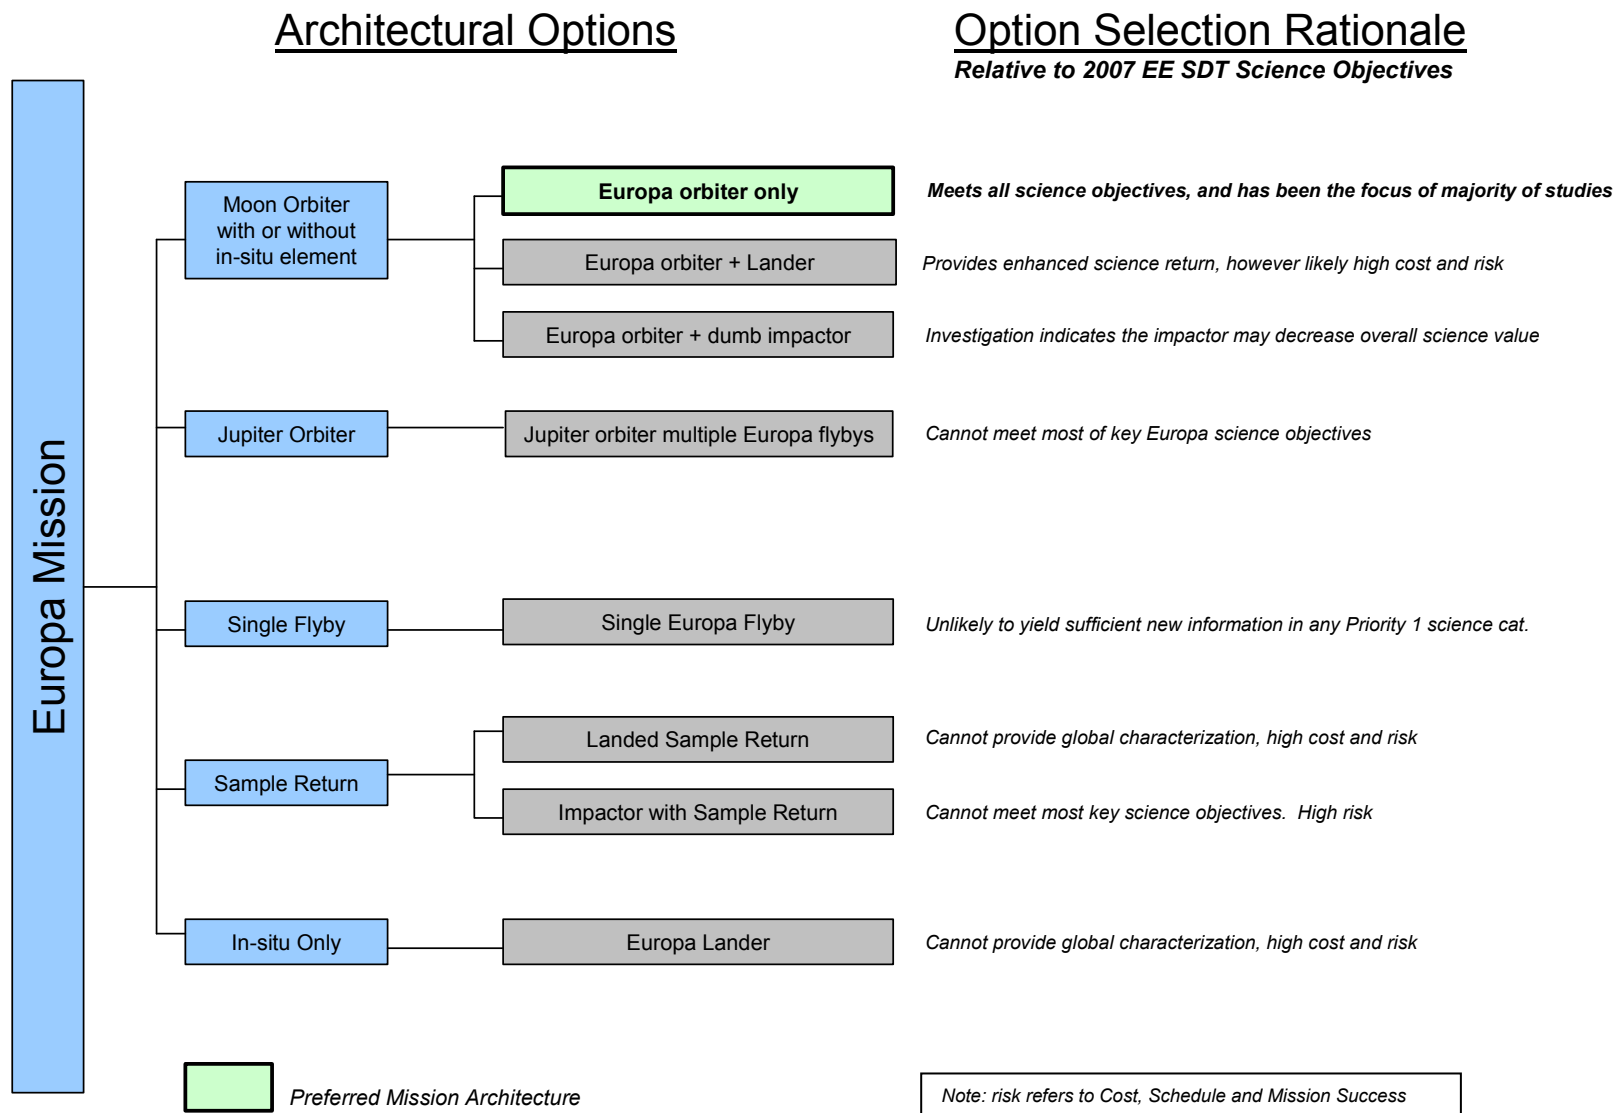 Architectural Options
Option Selection Rationale
Relative to 2007 EE SDT Science Objectives
Europa Mission
Moon Orbiter
with or without
in-situ element
Europa orbiter only
Meets all science objectives, and has been the focus of majority of studies
Europa orbiter + Lander
Provides enhanced science return, however likely high cost and risk
Europa orbiter + dumb impactor
Investigation indicates the impactor may decrease overall science value
Jupiter Orbiter
Jupiter orbiter multiple Europa flybys
Cannot meet most of key Europa science objectives
Single Flyby
Single Europa Flyby
Unlikely to yield sufficient new information in any Priority 1 science cat.
Sample Return
Landed Sample Return
Cannot provide global characterization, high cost and risk
Impactor with Sample Return
Cannot meet most key science objectives.  High risk
In-situ Only
Europa Lander
Cannot provide global characterization, high cost and risk
Preferred Mission Architecture
Note: risk refers to Cost, Schedule and Mission Success